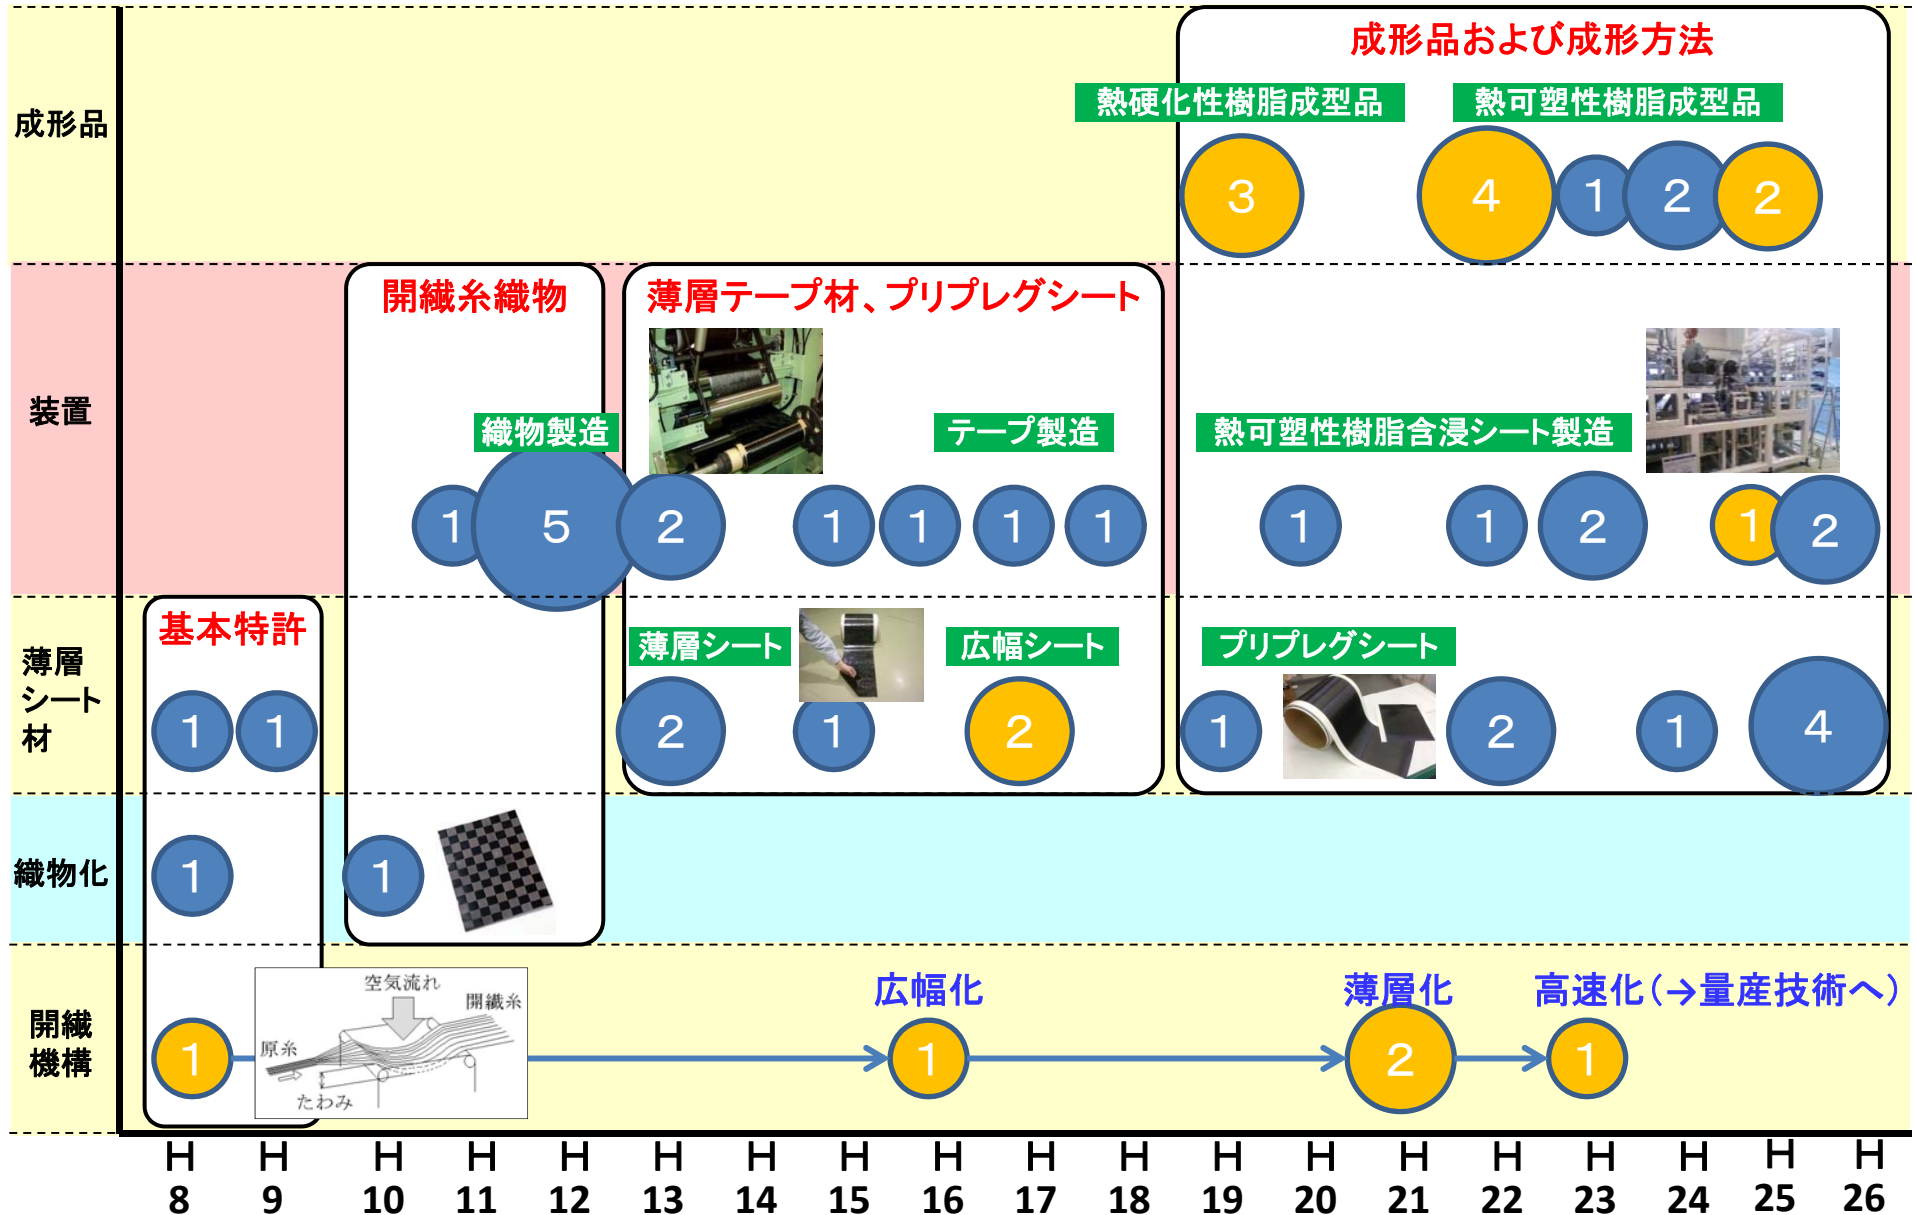 成形品および成形方法
熱硬化性樹脂成型品
熱可塑性樹脂成型品
成形品
3
4
1
2
2
開繊糸織物
薄層テープ材、プリプレグシート
装置
織物製造
テープ製造
熱可塑性樹脂含浸シート製造
1
5
2
1
1
1
1
1
1
2
1
2
基本特許
薄層シート
広幅シート
プリプレグシート
薄層
シート
材
1
1
2
1
2
1
2
1
4
織物化
1
1
広幅化
薄層化
高速化(→量産技術へ)
開繊
機構
空気流れ
開繊糸
原糸
たわみ
1
1
2
1
H H H H H H H H H H H H H H H H H H H
8 9 10 11 12 13 14 15 16 17 18 19 20 21 22 23 24 25 26